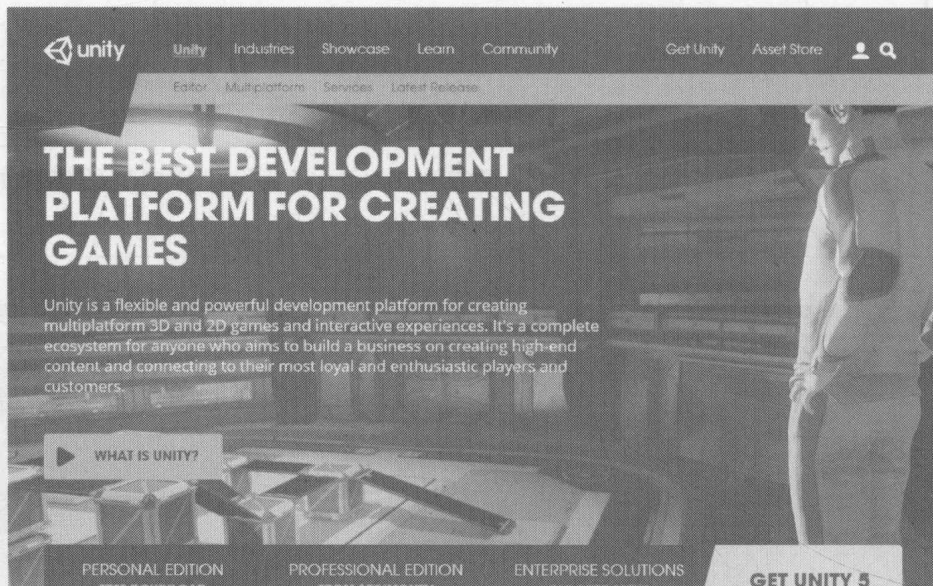 unity Unity Industries Showcase Learn Community Get Unity Asset Store
Editor Multiplatform Services Latest Release
THE BEST DEVELOPMENT
PLATFORM FOR CREATING
GAMES
Unity is a flexible and powerful development platform for creating
multiplatform 3D and 2D games and interactive experiences. It's a complete
ecosystem for anyone who aims to build a business on creating high-end
content and connecting to their most loyal and enthusiastic players and
customers.
WHAT IS UNITY?
PERSONAL EDITION PROFESSIONAL EDITION ENTERPRISE SOLUTIONS
GET UNITY 5